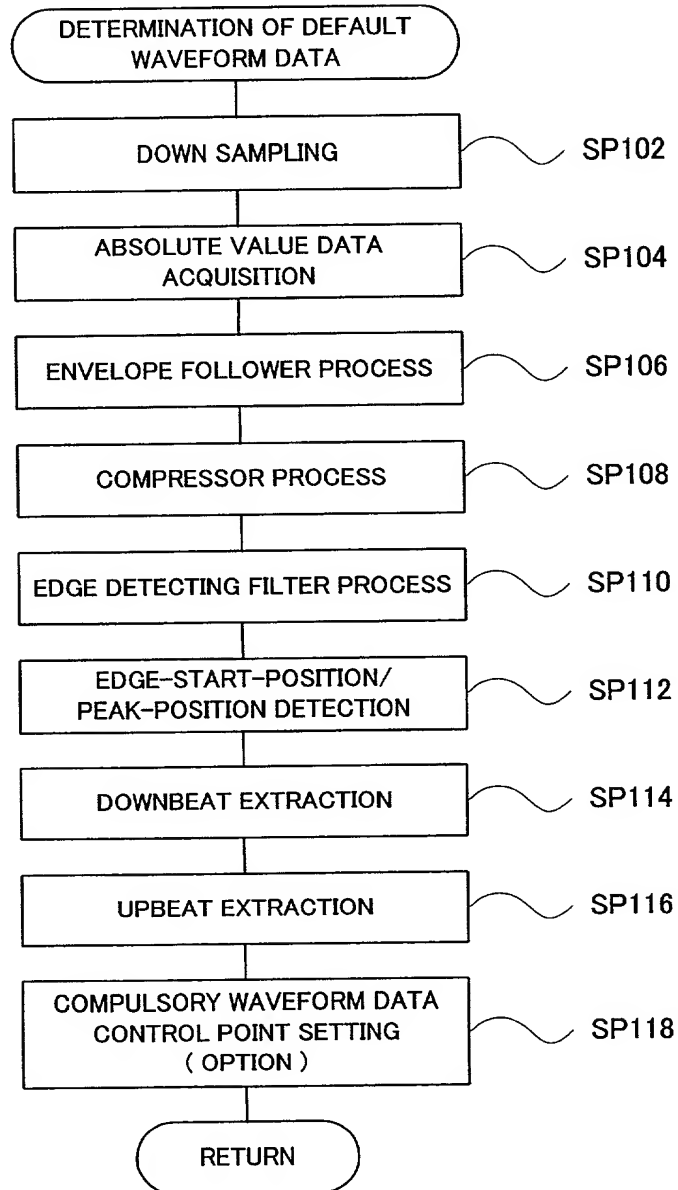 DETERMINATION OF DEFAULT
WAVEFORM DATA
DOWN SAMPLING
SP102
ABSOLUTE VALUE DATA
ACQUISITION
SP104
ENVELOPE FOLLOWER PROCESS
SP106
COMPRESSOR PROCESS
SP108
EDGE DETECTING FILTER PROCESS
SP110
EDGE-START-POSITION/
PEAK-POSITION DETECTION
SP112
DOWNBEAT EXTRACTION
SP114
UPBEAT EXTRACTION
SP116
COMPULSORY WAVEFORM DATA
CONTROL POINT SETTING
( OPTION )
SP118
RETURN